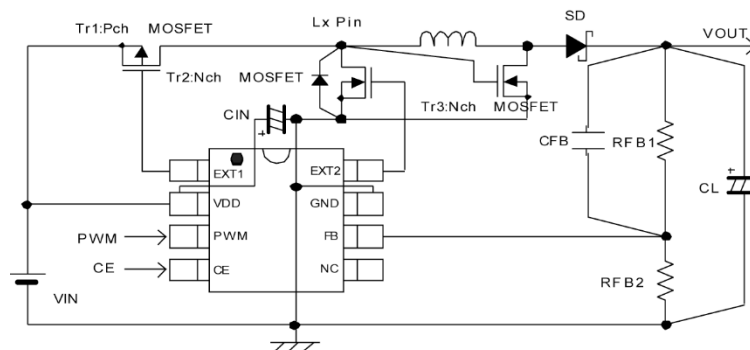 Tr1:Pch MOSFET
Lx Pin
SD
VOUT
Tr2:Nch
MOSFET
Tr3:Nch
MOSFET
CIN
+
CFB
RFB1
+
CL
EXT1
EXT2
VDD
GND
PWM
PWM
FB
CE
CE
NC
VIN
RFB2